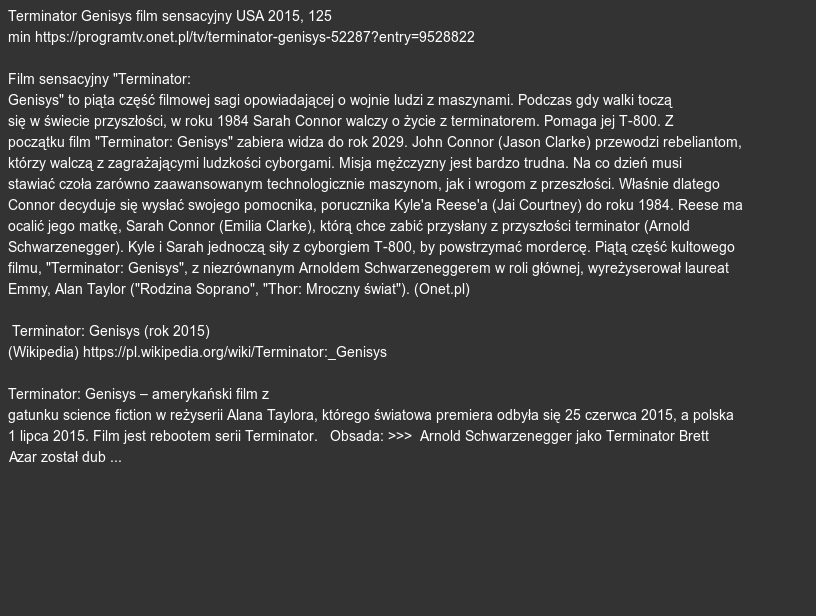 Terminator Genisys film sensacyjny USA 2015, 125
min https://programtv.onet.pl/tv/terminator-genisys-52287?entry=9528822
Film sensacyjny "Terminator:
Genisys" to piąta część filmowej sagi opowiadającej o wojnie ludzi z maszynami. Podczas gdy walki toczą
się w świecie przyszłości, w roku 1984 Sarah Connor walczy o życie z terminatorem. Pomaga jej T-800. Z
początku film "Terminator: Genisys" zabiera widza do rok 2029. John Connor (Jason Clarke) przewodzi rebeliantom,
którzy walczą z zagrażającymi ludzkości cyborgami. Misja mężczyzny jest bardzo trudna. Na co dzień musi
stawiać czoła zarówno zaawansowanym technologicznie maszynom, jak i wrogom z przeszłości. Właśnie dlatego
Connor decyduje się wysłać swojego pomocnika, porucznika Kyle'a Reese'a (Jai Courtney) do roku 1984. Reese ma
ocalić jego matkę, Sarah Connor (Emilia Clarke), którą chce zabić przysłany z przyszłości terminator (Arnold
Schwarzenegger). Kyle i Sarah jednoczą siły z cyborgiem T-800, by powstrzymać mordercę. Piątą część kultowego
filmu, "Terminator: Genisys", z niezrównanym Arnoldem Schwarzeneggerem w roli głównej, wyreżyserował laureat
Emmy, Alan Taylor ("Rodzina Soprano", "Thor: Mroczny świat"). (Onet.pl)
Terminator: Genisys (rok 2015)
(Wikipedia) https://pl.wikipedia.org/wiki/Terminator:_Genisys
Terminator: Genisys – amerykański film z
gatunku science fiction w reżyserii Alana Taylora, którego światowa premiera odbyła się 25 czerwca 2015, a polska
1 lipca 2015. Film jest rebootem serii Terminator. Obsada: >>> Arnold Schwarzenegger jako Terminator Brett
Azar został dub ...